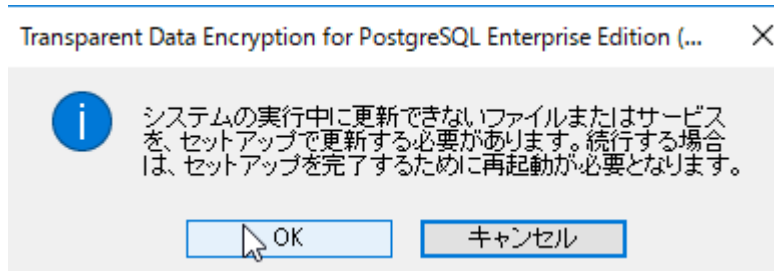 Transparent Data Encryption for PostgreSQL Enterprise Edition (...
システムの実行中に更新できないファイルまたはサービス
を、セットアップで更新する必要があります。続行する場合
は、セットアップを完了するために再起動が必要となります。
OK
キャンセル